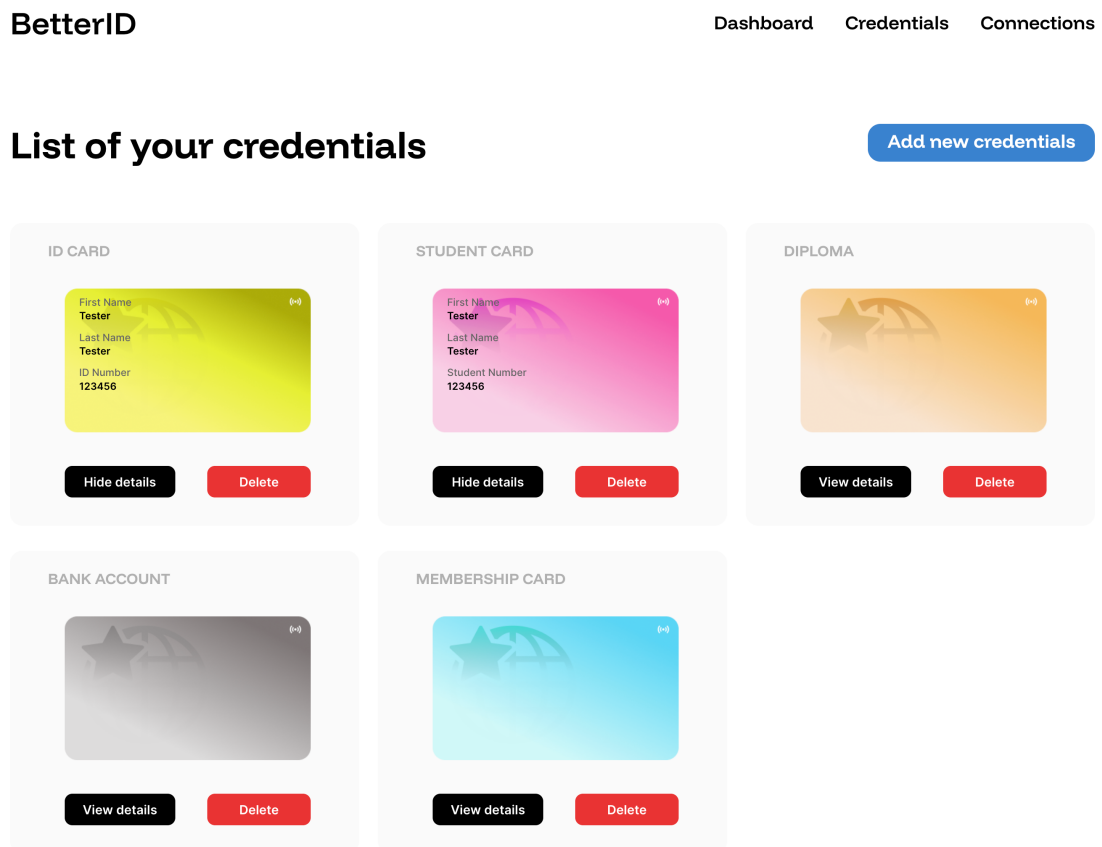 BetterID
Dashboard Credentials Connections
List of your credentials
Add new credentials
ID CARD
First Name
Tester
Last Name
Tester
ID Number
123456
Hide details
Delete
STUDENT CARD
First Name
Tester
Last Name
Tester
Student Number
123456
Hide details
Delete
DIPLOMA
View details
Delete
BANK ACCOUNT
View details
Delete
MEMBERSHIP CARD
View details
Delete